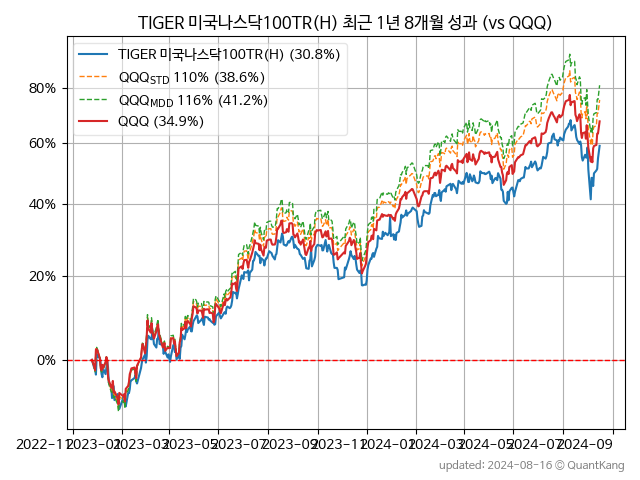 TIGER 미국나스닥100TR(H) 최근 1년 8개월 성과 (vs QQQ)
TIGER 미국나스닥100TR(H) (30.8%)
QQQSTD 110% (38.6%)
QQQMDD 116% (41.2%)
QQQ (34.9%)
80%
60%
40%
20%
0%
2022-11 2023-01 2023-03 2023-05 2023-07 2023-09 2023-11 2024-01 2024-03 2024-05 2024-07 2024-09
updated: 2024-08-16 © QuantKang